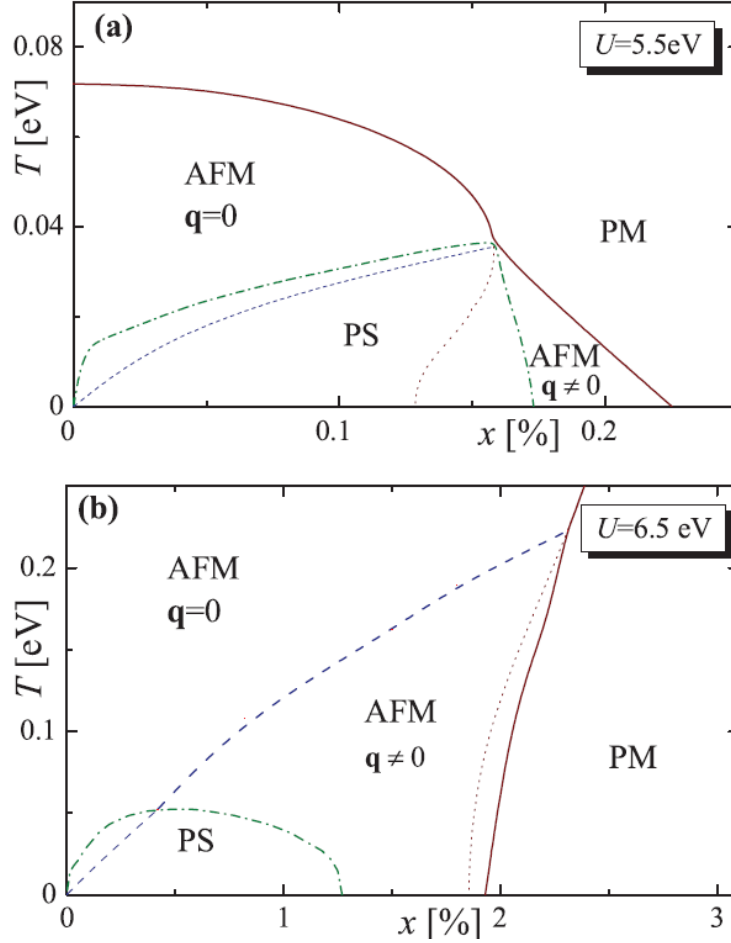 (a)
U=5.5eV
0.08
0.04
0
T [eV]
AFM
q=0
PM
PS
AFM
q ≠ 0
0
0.1
0.2
x [%]
(b)
U=6.5 eV
0.2
0.1
0
T [eV]
AFM
q=0
AFM
q ≠ 0
PM
PS
0
1
2
3
x [%]